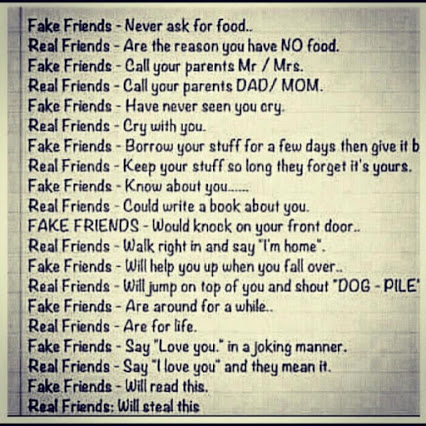 Fake Friends - Never ask for food..
Real Friends - Are the reason you have NO food.
Fake Friends - Call your parents Mr / Mrs.
Real Friends - Call your parents DAD/ MOM.
Fake Friends - Have never seen you cry.
Real Friends - Cry with you.
Fake Friends - Borrow your stuff for a few days then give it b
Real Friends - Keep your stuff so long they forget it's yours.
Fake Friends - Know about you......
Real Friends - Could write a book about you.
FAKE FRIENDS - Would knock on your front door..
Real Friends - Walk right in and say "I'm home".
Fake Friends - Will help you up when you fall over..
Real Friends - Will jump on top of you and shout "DOG - PILE"
Fake Friends - Are around for a while..
Real Friends - Are for life.
Fake Friends - Say "Love you." in a joking manner.
Real Friends - Say "I love you" and they mean it.
Fake Friends - Will read this.
Real Friends: Will steal this